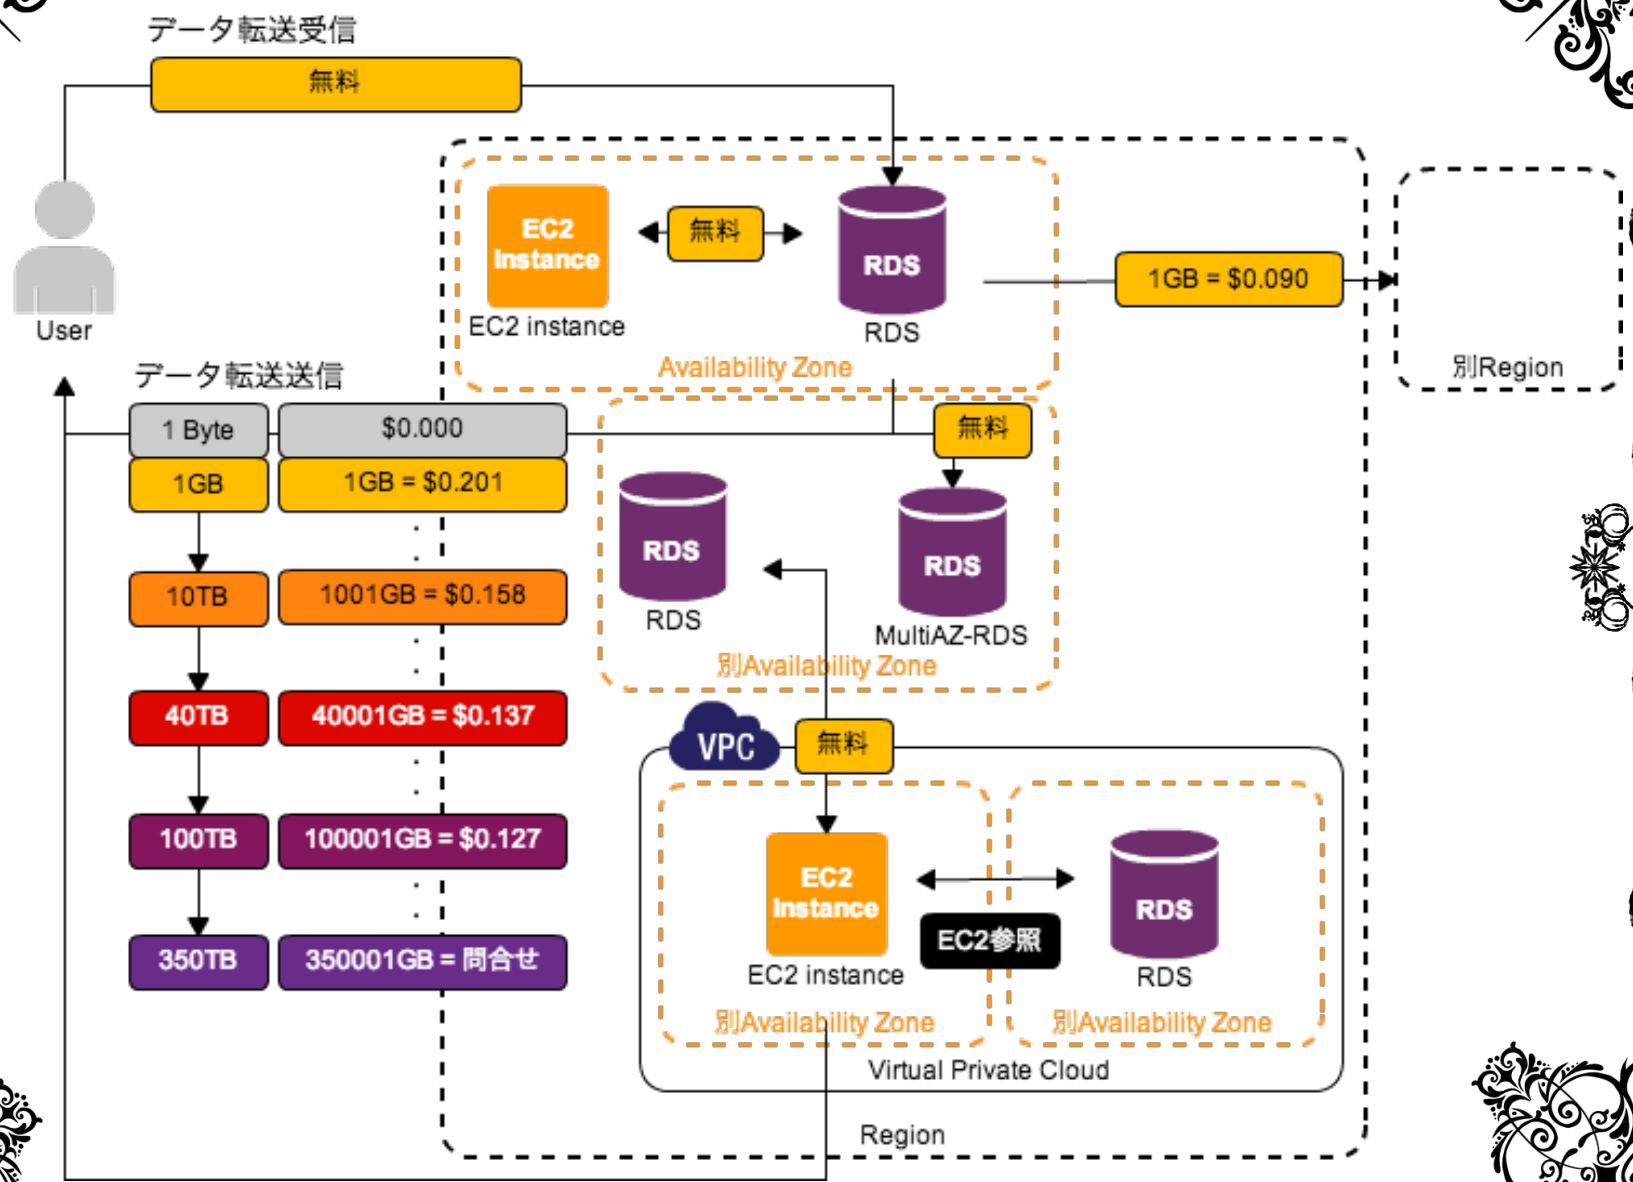 データ転送受信
無料
EC2
Instance
EC2 instance
無料
RDS
RDS
Availability Zone
1GB = $0.090
別Region
User
データ転送送信
1 Byte
$0.000
1GB
1GB = $0.201
10TB
1001GB = $0.158
40TB
40001GB = $0.137
100TB
100001GB = $0.127
350TB
350001GB = 問合せ
無料
RDS
RDS
RDS
MultiAZ-RDS
別Availability Zone
VPC
無料
EC2
Instance
EC2 instance
EC2参照
RDS
RDS
別Availability Zone
別Availability Zone
Virtual Private Cloud
Region